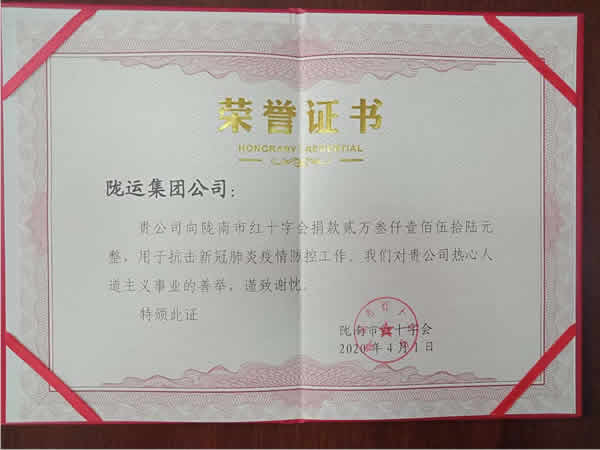 荣誉证书
HONORARY CREDENTIAL
陇运集团公司：
贵公司向陇南市红十字会捐款贰万叁仟壹佰伍拾陆元
整，用于抗击新冠肺炎疫情防控工作。我们对贵公司热心人
道主义事业的善举，谨致谢忱。
特颁此证
陇南市红十字会
2020年4月1日